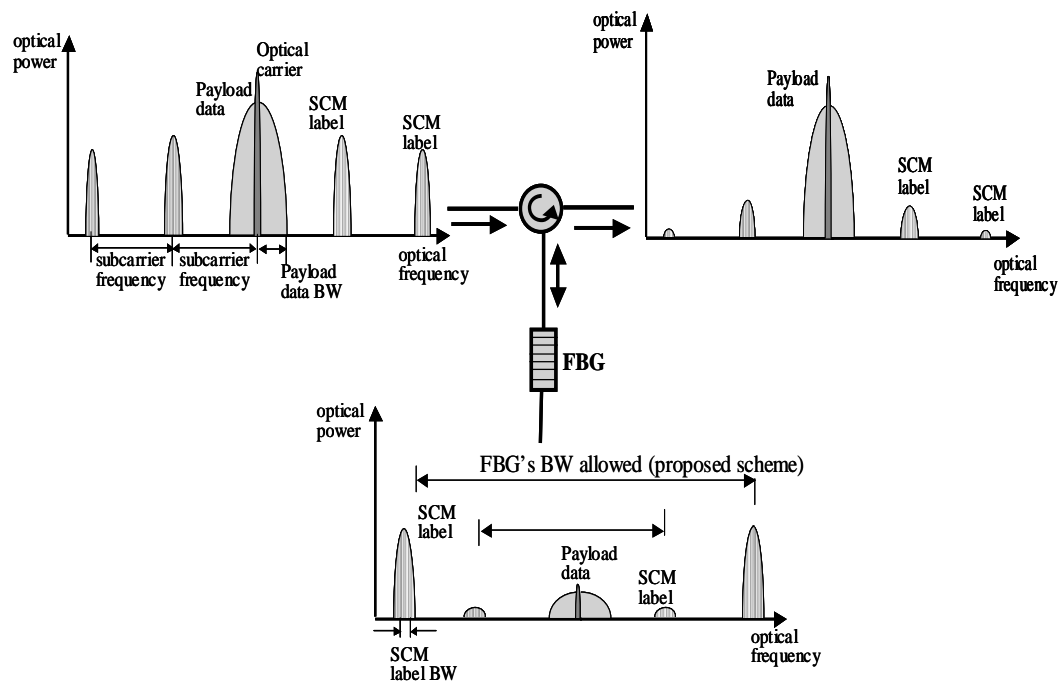 optical
power
Optical
carrier
Payload
data
SCM
label
SCM
label
subcarrier
frequency
subcarrier
frequency
Payload
data BW
optical
frequency
optical
power
Payload
data
SCM
label
SCM
label
optical
frequency
FBG
optical
power
FBG's BW allowed (proposed scheme)
SCM
label
Payload
data
SCM
label
optical
frequency
SCM
label BW